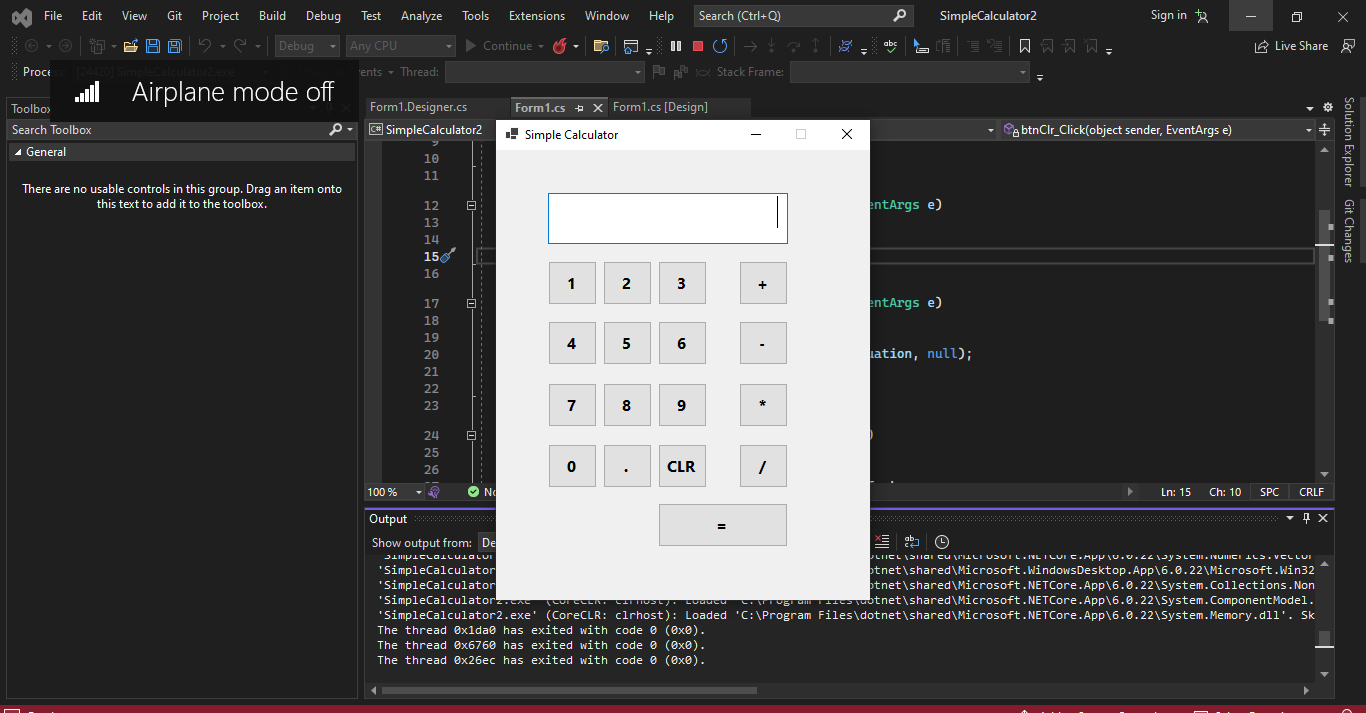 File Edit View Git Project Build Debug Test Analyze Tools Extensions Window Help Search (Ctrl+Q) SimpleCalculator2 Sign in
Debug Any CPU Continue Live Share
Thread: Stack Frame:
Airplane mode off
Search Toolbox
General
There are no usable controls in this group. Drag an item onto
this text to add it to the toolbox.
Form1.Designer.cs Form1.cs Form1.cs [Design]
C# SimpleCalculator2 btnClr_Click(object sender, EventArgs e)
9
10
11
12 e)
13
14
15
16
17 e)
18
19
20 null);
21
22
23
24 )
25
26
100 % Ln: 15 Ch: 10 SPC CRLF
Simple Calculator
1 2 3 +
4 5 6 -
7 8 9 *
0 . CLR /
=
Output
Show output from:
'SimpleCalculator dotnet\shared\Microsoft.NETCore.App\6.0.22\System.Numerics.Vector
'SimpleCalculator dotnet\shared\Microsoft.WindowsDesktop.App\6.0.22\Microsoft.Win32
'SimpleCalculator dotnet\shared\Microsoft.NETCore.App\6.0.22\System.Collections.Non
'SimpleCalculator2.exe' (CoreCLR: clrhost): Loaded 'C:\Program Files\dotnet\shared\Microsoft.NETCore.App\6.0.22\System.ComponentModel.
'SimpleCalculator2.exe' (CoreCLR: clrhost): Loaded 'C:\Program Files\dotnet\shared\Microsoft.NETCore.App\6.0.22\System.Memory.dll'. Sk
The thread 0x1da0 has exited with code 0 (0x0).
The thread 0x6760 has exited with code 0 (0x0).
The thread 0x26ec has exited with code 0 (0x0).
Solution Explorer
Git Changes